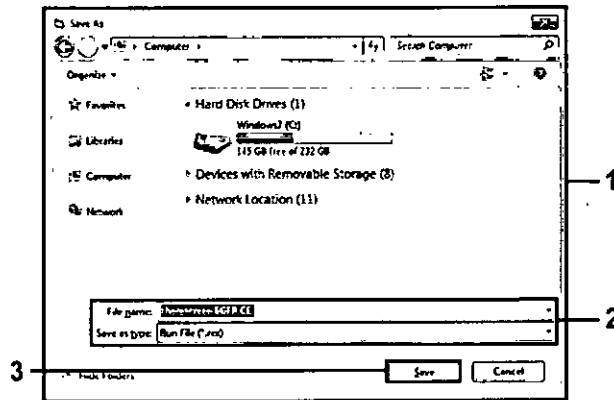 Save As
Computer
Search Computer
Organize
Favorites
Hard Disk Drives (1)
Windows7 (C:)
Libraries
115 GB free of 232 GB
Computer
Devices with Removable Storage (8)
Network
Network Location (11)
1
File name:
2
Save as type: Run File (*.rex)
3
Hide Folders
Save
Cancel